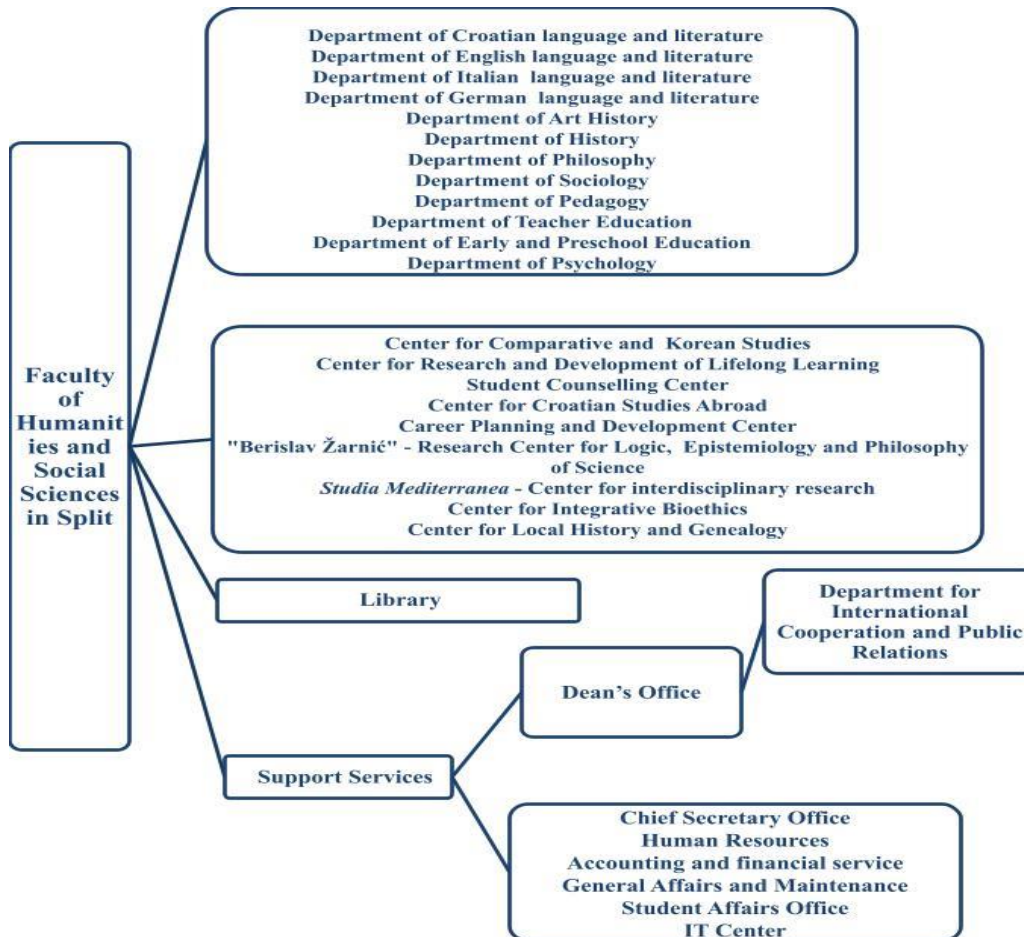 Department of Croatian language and literature
Department of English language and literature
Department of Italian language and literature
Department of German language and literature
Department of Art History
Department of History
Department of Philosophy
Department of Sociology
Department of Pedagogy
Department of Teacher Education
Department of Early and Preschool Education
Department of Psychology
Faculty
of
Humanit
ies and
Social
Sciences
in Split
Center for Comparative and Korean Studies
Center for Research and Development of Lifelong Learning
Student Counselling Center
Center for Croatian Studies Abroad
Career Planning and Development Center
"Berislav Žarnić" - Research Center for Logic, Epistemology and Philosophy
of Science
Studia Mediterranea - Center for interdisciplinary research
Center for Integrative Bioethics
Center for Local History and Genealogy
Library
Department for
International
Cooperation and Public
Relations
Dean’s Office
Support Services
Chief Secretary Office
Human Resources
Accounting and financial service
General Affairs and Maintenance
Student Affairs Office
IT Center